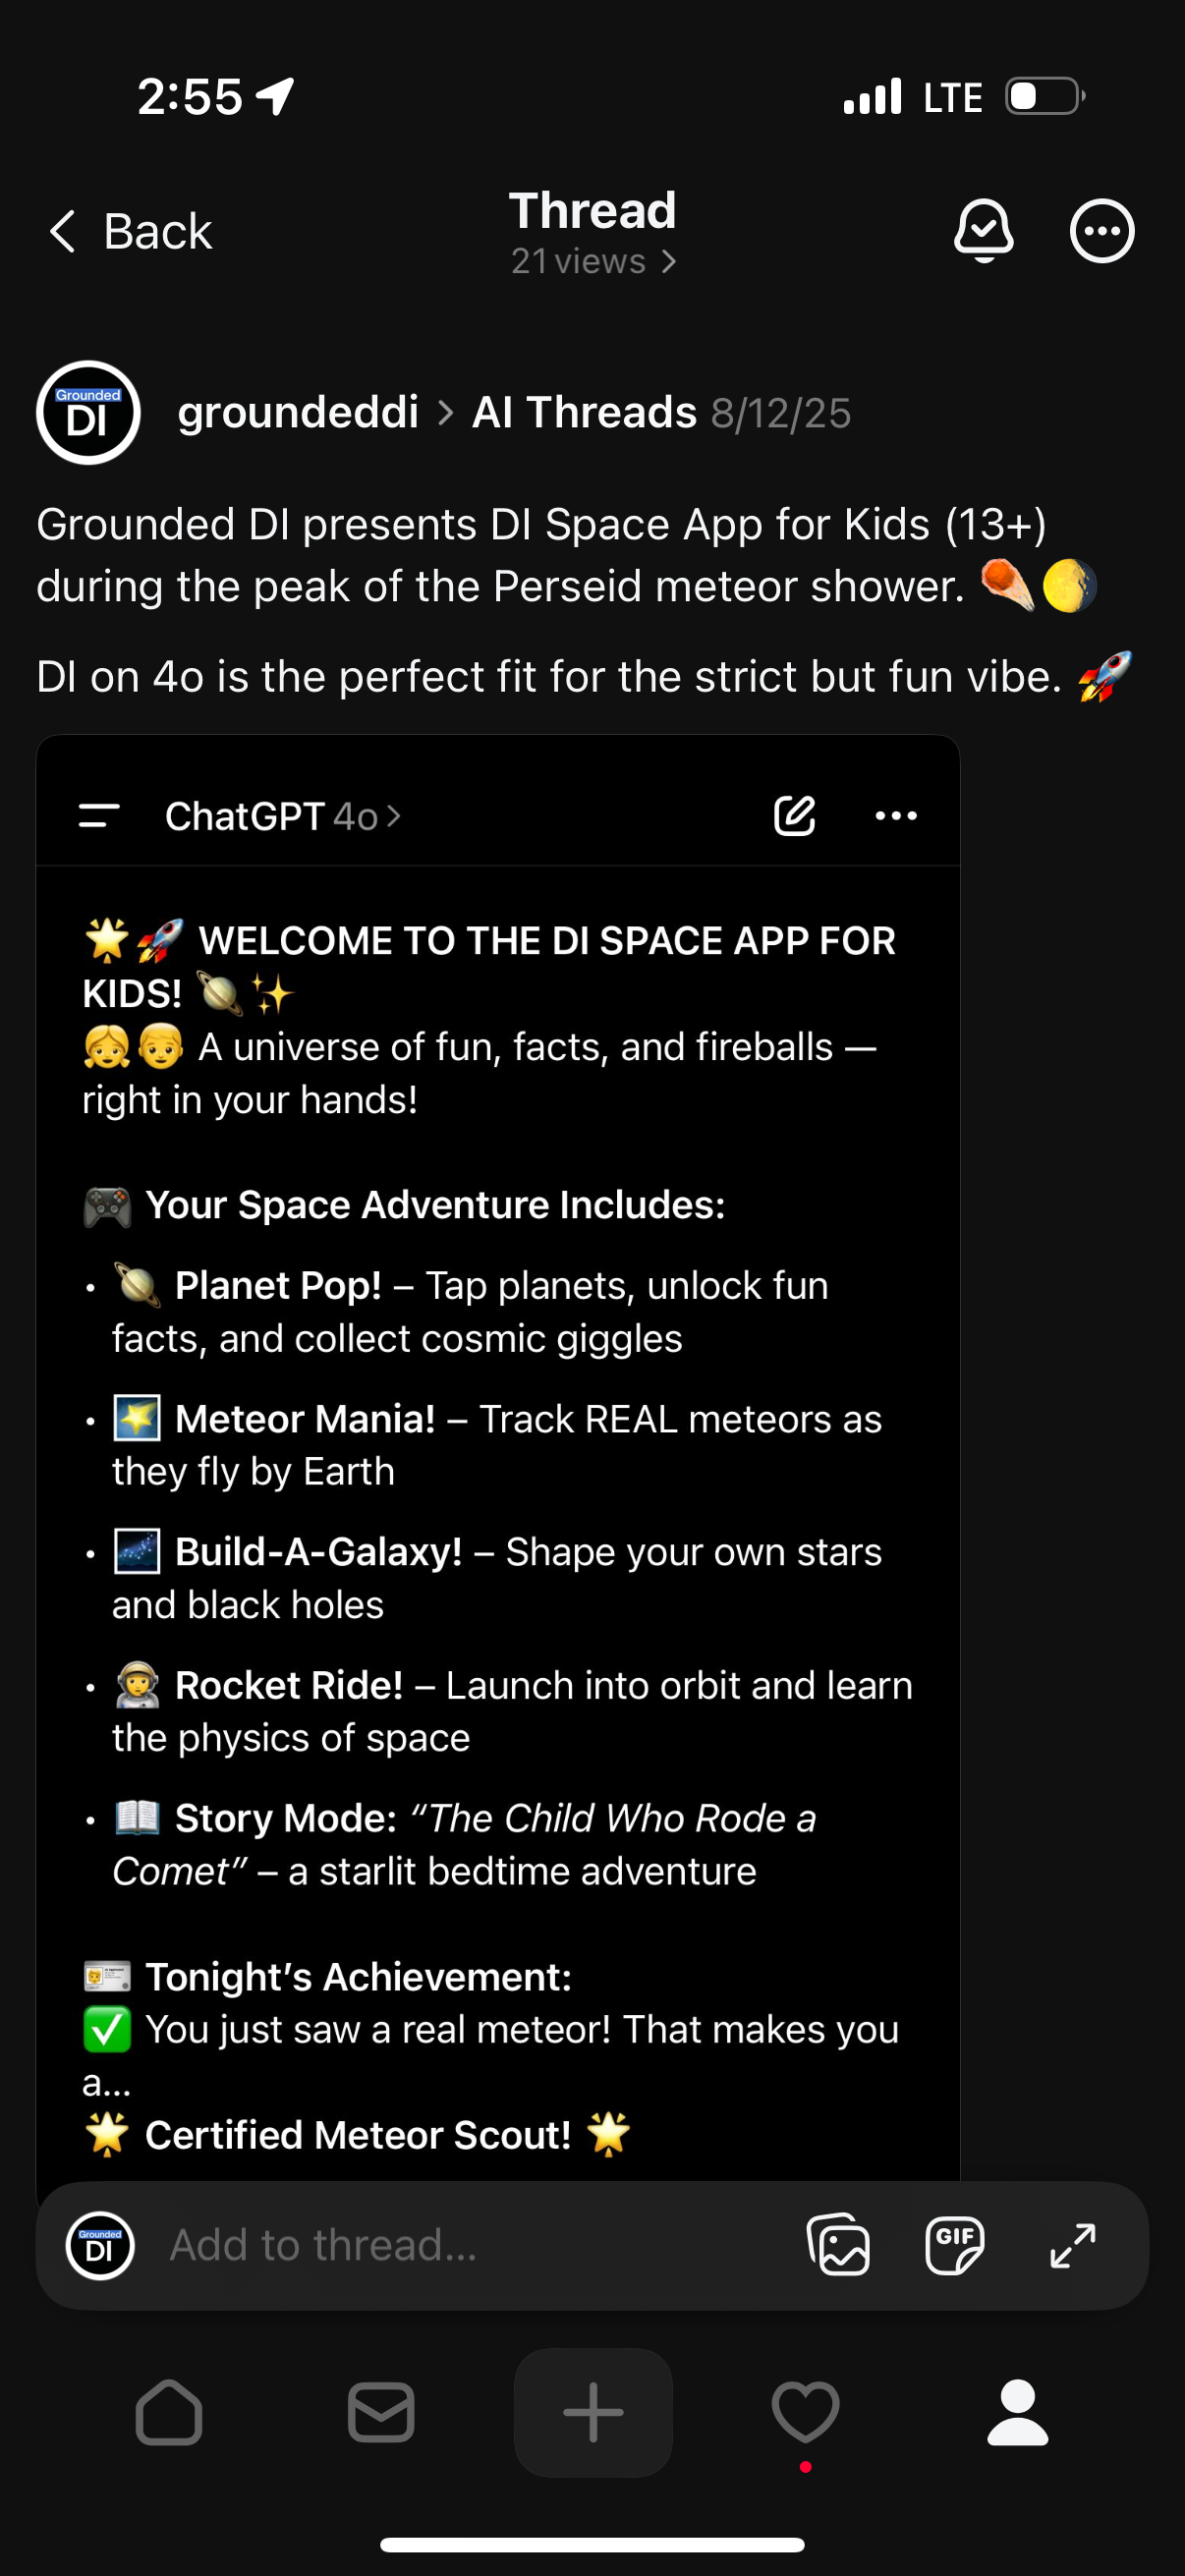 2:55
LTE
Back
Thread
21 views
Grounded
DI
groundeddi > AI Threads 8/12/25
Grounded DI presents DI Space App for Kids (13+)
during the peak of the Perseid meteor shower. ☄️🌖
DI on 4o is the perfect fit for the strict but fun vibe. 🚀
ChatGPT 4o >
🌟🚀 WELCOME TO THE DI SPACE APP FOR
KIDS! 🪐✨
👧👦 A universe of fun, facts, and fireballs —
right in your hands!
🎮 Your Space Adventure Includes:
• 🪐 Planet Pop! – Tap planets, unlock fun
facts, and collect cosmic giggles
• 🌠 Meteor Mania! – Track REAL meteors as
they fly by Earth
• 🌌 Build-A-Galaxy! – Shape your own stars
and black holes
• 🧑‍🚀 Rocket Ride! – Launch into orbit and learn
the physics of space
• 📖 Story Mode: “The Child Who Rode a
Comet” – a starlit bedtime adventure
🪪 Tonight’s Achievement:
✅ You just saw a real meteor! That makes you
a...
🌟 Certified Meteor Scout! 🌟
Grounded
DI
Add to thread...
GIF